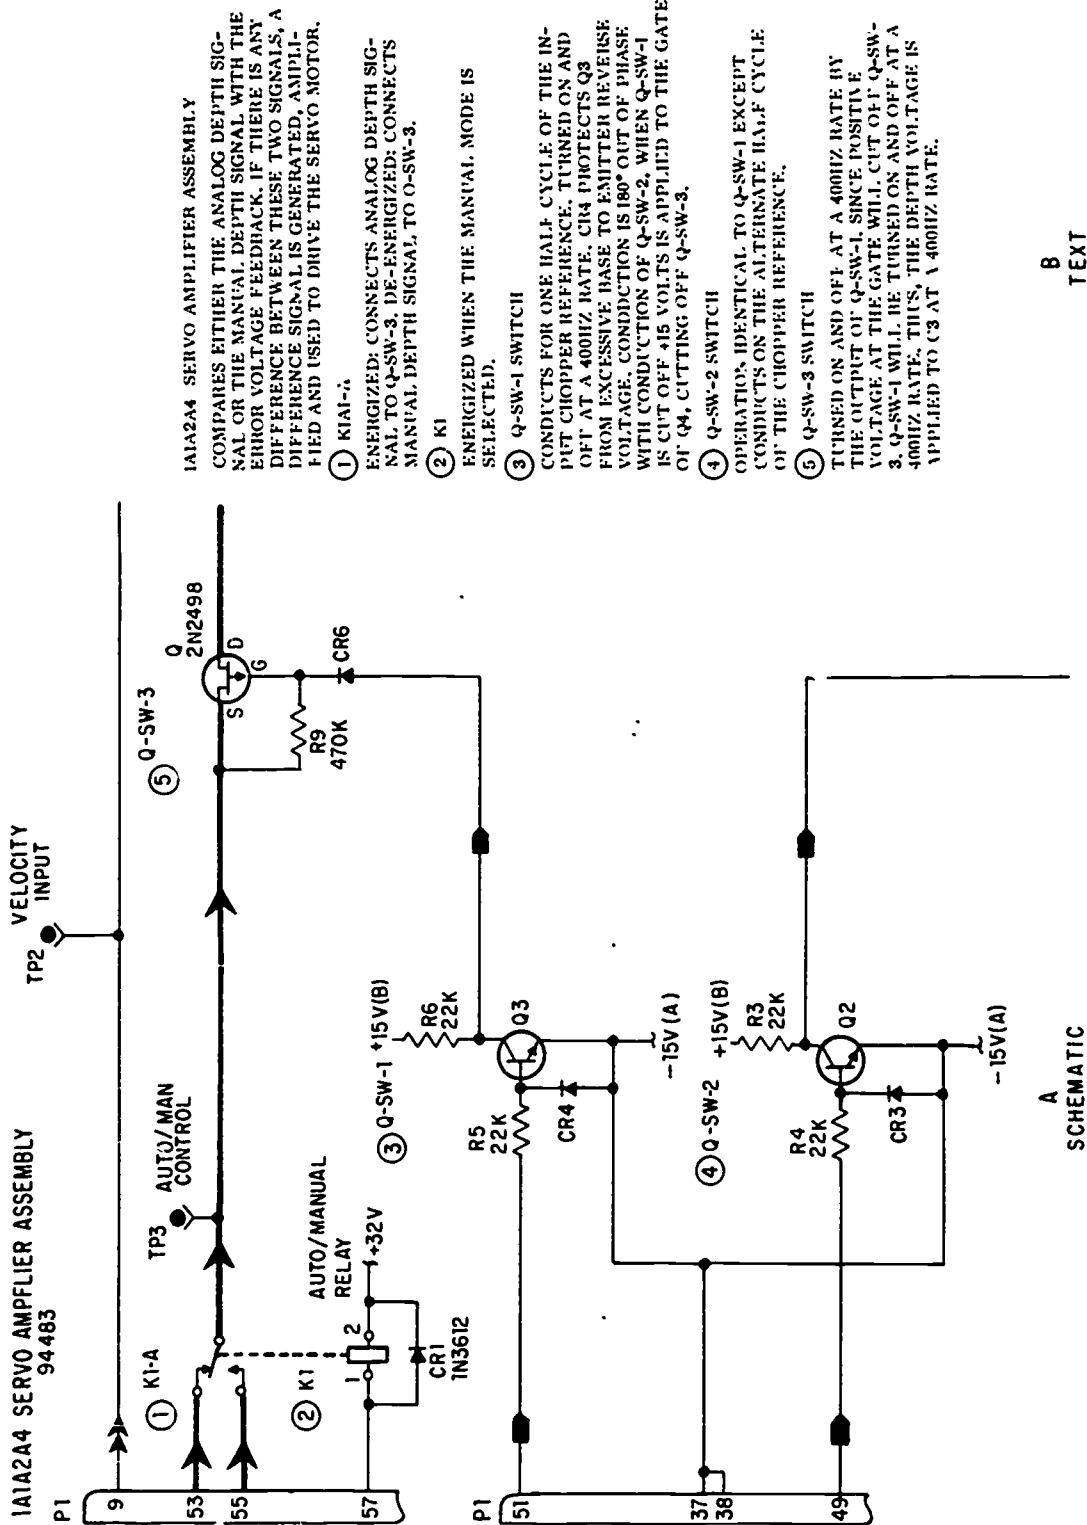 1A1A2A4 SERVO AMPFLIER ASSEMBLY
94483
P1
9
53
55
57
1 K1-A
2 K1
1
2
TP3
AUTO/MAN
CONTROL
AUTO/MANUAL
RELAY
+32V
CR1
1N3612
TP2
VELOCITY
INPUT
5 Q-SW-3
Q
2N2498
S
D
G
R9
470K
CR6
P1
51
37
38
49
3 Q-SW-1
+15V(B)
R6
22K
R5
22K
Q3
CR4
-15V(A)
4 Q-SW-2
+15V(B)
R3
22K
R4
22K
Q2
CR3
-15V(A)
A
SCHEMATIC
1A1A2A4 SERVO AMPLIFIER ASSEMBLY
COMPARES EITHER THE ANALOG DEPTH SIG-
NAL OR THE MANUAL DEPTH SIGNAL WITH THE
ERROR VOLTAGE FEEDBACK. IF THERE IS ANY
DIFFERENCE BETWEEN THESE TWO SIGNALS, A
DIFFERENCE SIGNAL IS GENERATED, AMPLI-
FIED AND USED TO DRIVE THE SERVO MOTOR.
1
ENERGIZED: CONNECTS ANALOG DEPTH SIG-
NAL TO Q-SW-3. DE-ENERGIZED: CONNECTS
MANUAL DEPTH SIGNAL TO Q-SW-3.
2 K1
ENERGIZED WHEN THE MANUAL MODE IS
SELECTED.
3 Q-SW-1 SWITCH
CONDUCTS FOR ONE HALF CYCLE OF THE IN-
PUT CHOPPER REFERENCE. TURNED ON AND
OFF AT A 400HZ RATE. CR4 PROTECTS Q3
FROM EXCESSIVE BASE TO EMITTER REVERSE
VOLTAGE. CONDUCTION IS 180° OUT OF PHASE
WITH CONDUCTION OF Q-SW-2. WHEN Q-SW-1
IS CUT OFF +15 VOLTS IS APPLIED TO THE GATE
OF Q4, CUTTING OFF Q-SW-3.
4 Q-SW-2 SWITCH
OPERATION IDENTICAL TO Q-SW-1 EXCEPT
CONDUCTS ON THE ALTERNATE HALF CYCLE
OF THE CHOPPER REFERENCE.
5 Q-SW-3 SWITCH
TURNED ON AND OFF AT A 400HZ RATE BY
THE OUTPUT OF Q-SW-1. SINCE POSITIVE
VOLTAGE AT THE GATE WILL CUT OFF Q-SW-
3, Q-SW-1 WILL BE TURNED ON AND OFF AT A
400HZ RATE. THUS, THE DEPTH VOLTAGE IS
APPLIED TO C3 AT A 400HZ RATE.
B
TEXT